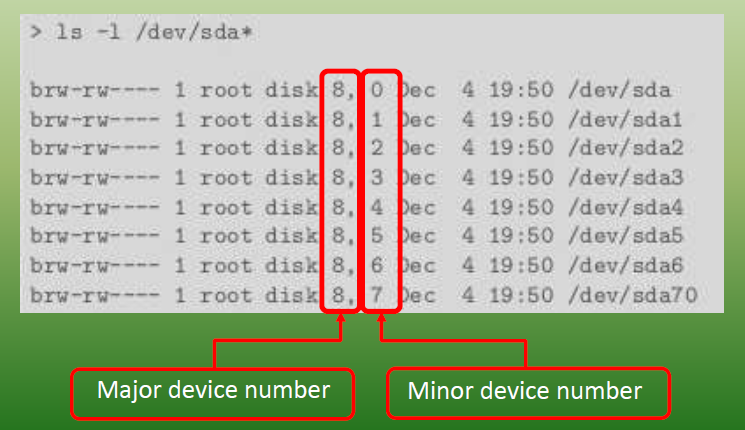 > ls -l /dev/sda*
brw-rw---- 1 root disk 8, 0 Dec  4 19:50 /dev/sda
brw-rw---- 1 root disk 8, 1 Dec  4 19:50 /dev/sda1
brw-rw---- 1 root disk 8, 2 Dec  4 19:50 /dev/sda2
brw-rw---- 1 root disk 8, 3 Dec  4 19:50 /dev/sda3
brw-rw---- 1 root disk 8, 4 Dec  4 19:50 /dev/sda4
brw-rw---- 1 root disk 8, 5 Dec  4 19:50 /dev/sda5
brw-rw---- 1 root disk 8, 6 Dec  4 19:50 /dev/sda6
brw-rw---- 1 root disk 8, 7 Dec  4 19:50 /dev/sda70
Major device number
Minor device number